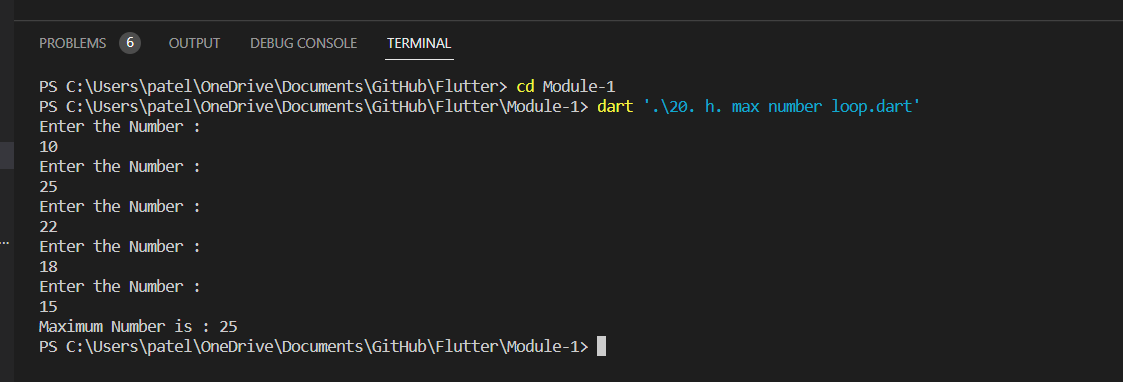 PROBLEMS 6 OUTPUT DEBUG CONSOLE TERMINAL
PS C:\Users\patel\OneDrive\Documents\GitHub\Flutter> cd Module-1
PS C:\Users\patel\OneDrive\Documents\GitHub\Flutter\Module-1> dart '.\20. h. max number loop.dart'
Enter the Number :
10
Enter the Number :
25
Enter the Number :
22
Enter the Number :
18
Enter the Number :
15
Maximum Number is : 25
PS C:\Users\patel\OneDrive\Documents\GitHub\Flutter\Module-1>